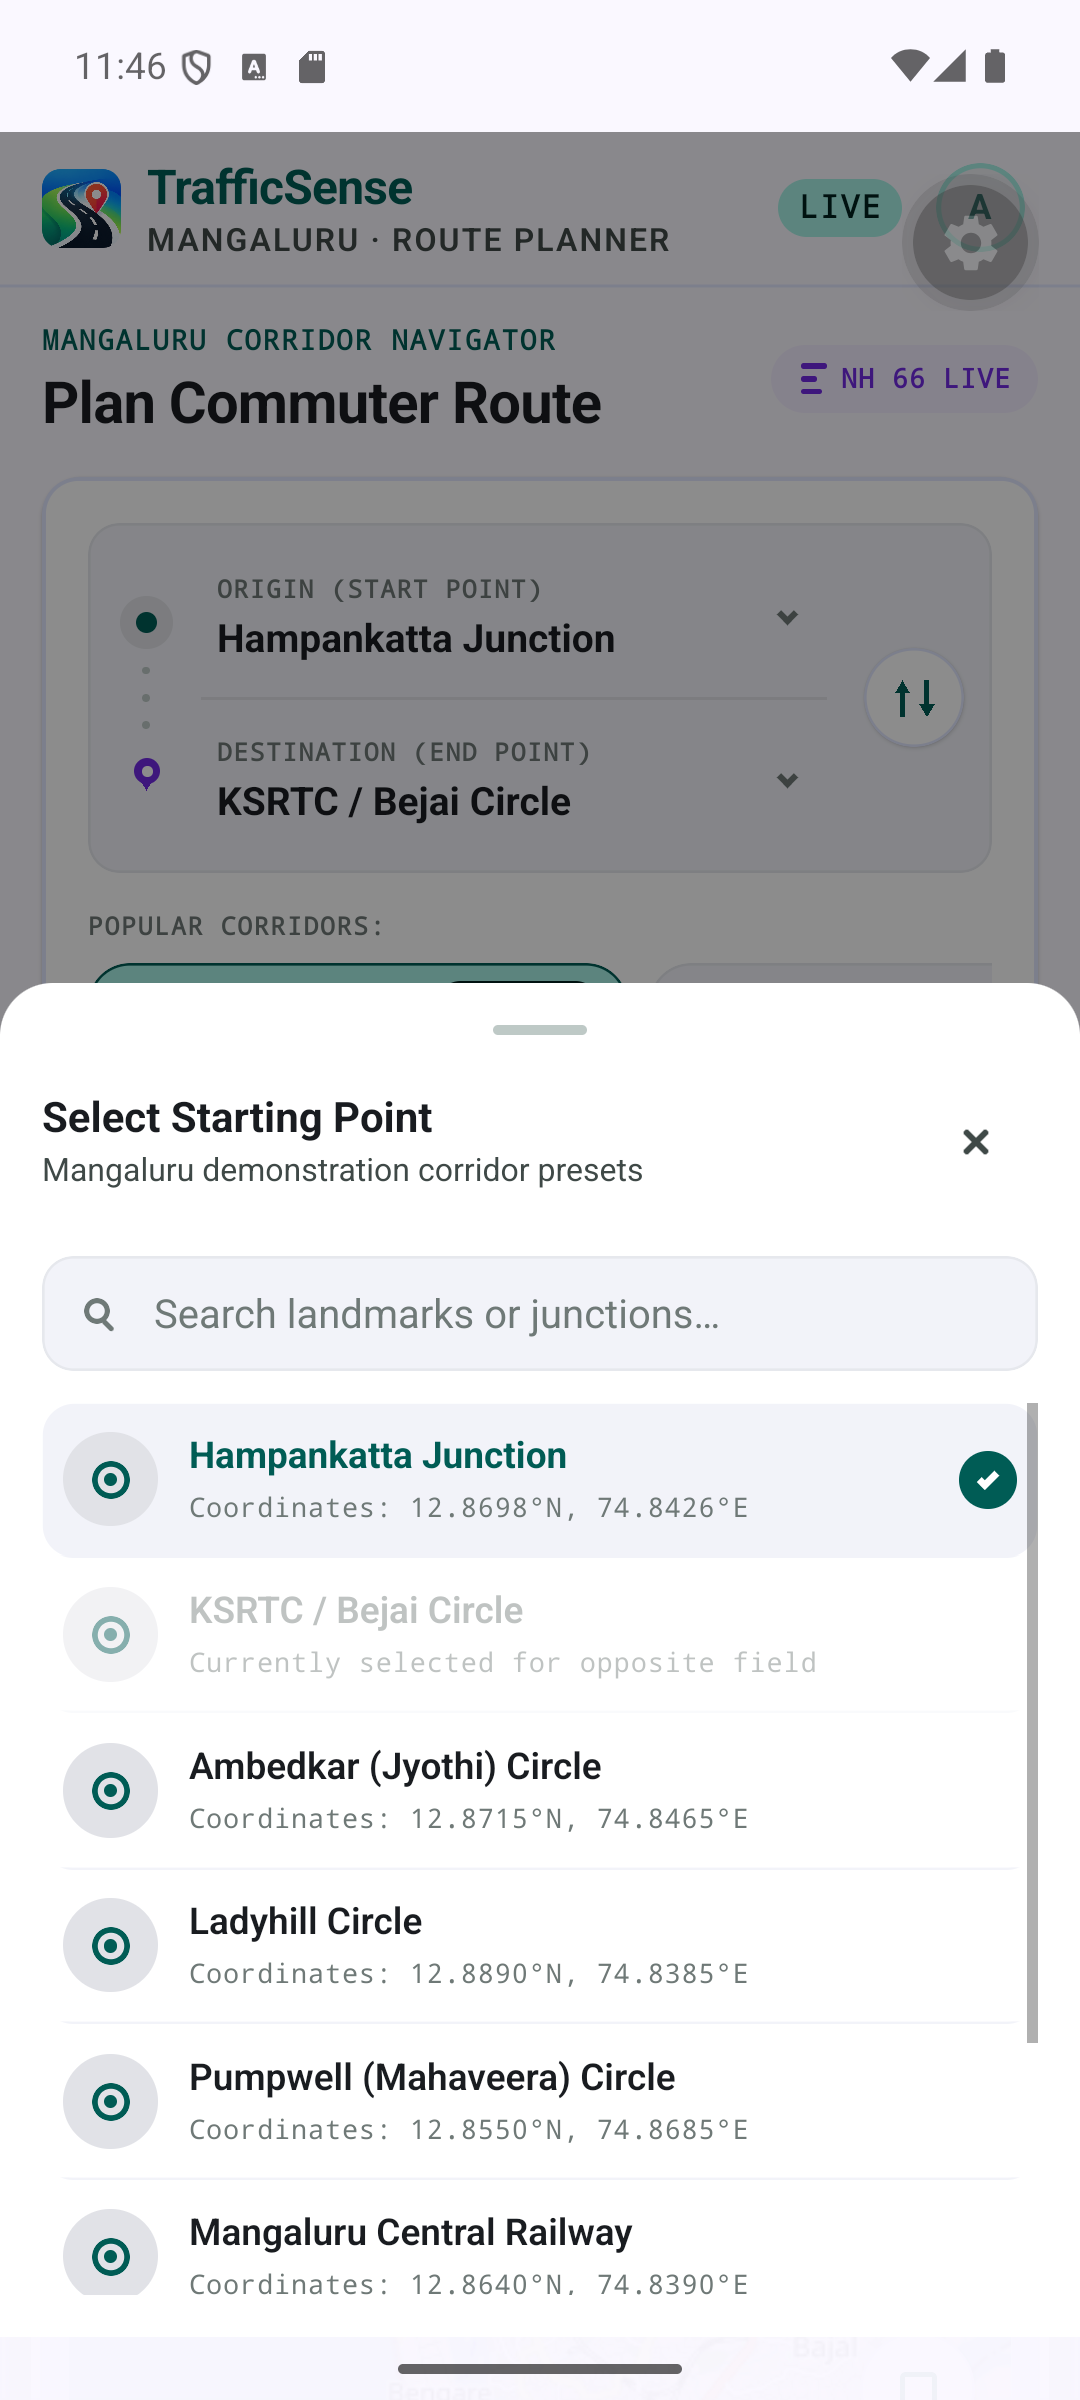 11:46
TrafficSense
MANGALURU · ROUTE PLANNER
LIVE
A
MANGALURU CORRIDOR NAVIGATOR
Plan Commuter Route
NH 66 LIVE
ORIGIN (START POINT)
Hampankatta Junction
DESTINATION (END POINT)
KSRTC / Bejai Circle
POPULAR CORRIDORS:
Select Starting Point
Mangaluru demonstration corridor presets
Search landmarks or junctions...
Hampankatta Junction
Coordinates: 12.8698°N, 74.8426°E
KSRTC / Bejai Circle
Currently selected for opposite field
Ambedkar (Jyothi) Circle
Coordinates: 12.8715°N, 74.8465°E
Ladyhill Circle
Coordinates: 12.8890°N, 74.8385°E
Pumpwell (Mahaveera) Circle
Coordinates: 12.8550°N, 74.8685°E
Mangaluru Central Railway
Coordinates: 12.8640°N, 74.8390°E
Bajal
Bengare